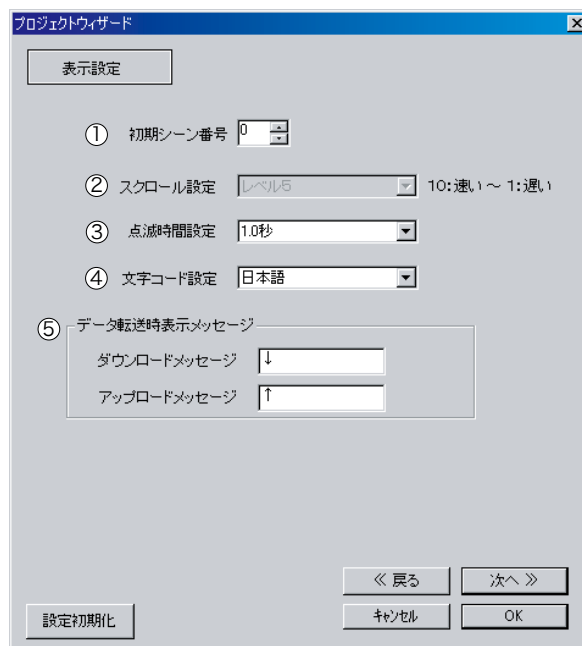 プロジェクトウィザード
表示設定
① 初期シーン番号 0
② スクロール設定 レベル5 10:速い ～ 1:遅い
③ 点滅時間設定 1.0秒
④ 文字コード設定 日本語
⑤ データ転送時表示メッセージ
ダウンロードメッセージ ↓
アップロードメッセージ ↑
≪ 戻る 次へ ≫
設定初期化 キャンセル OK